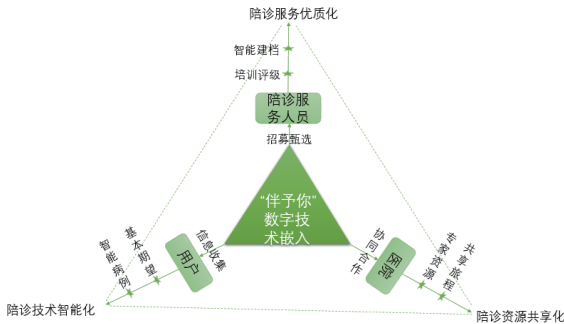 陪诊服务优质化
智能建档
培训评级
陪诊服
务人员
招募甄选
“伴予你”
数字技
术嵌入
信息收集
用户
基本期望
智能病例
陪诊技术智能化
协同合作
医院
专家资源
共享旅程
陪诊资源共享化